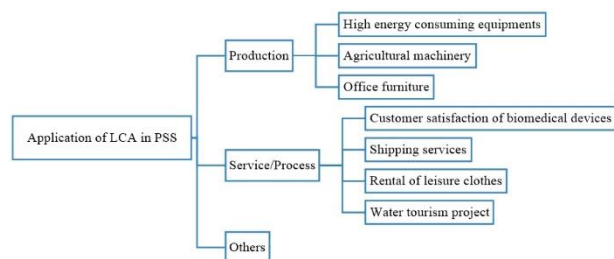 High energy consuming equipments
Production
Agricultural machinery
Office furniture
Application of LCA in PSS
Customer satisfaction of biomedical devices
Shipping services
Service/Process
Rental of leisure clothes
Water tourism project
Others